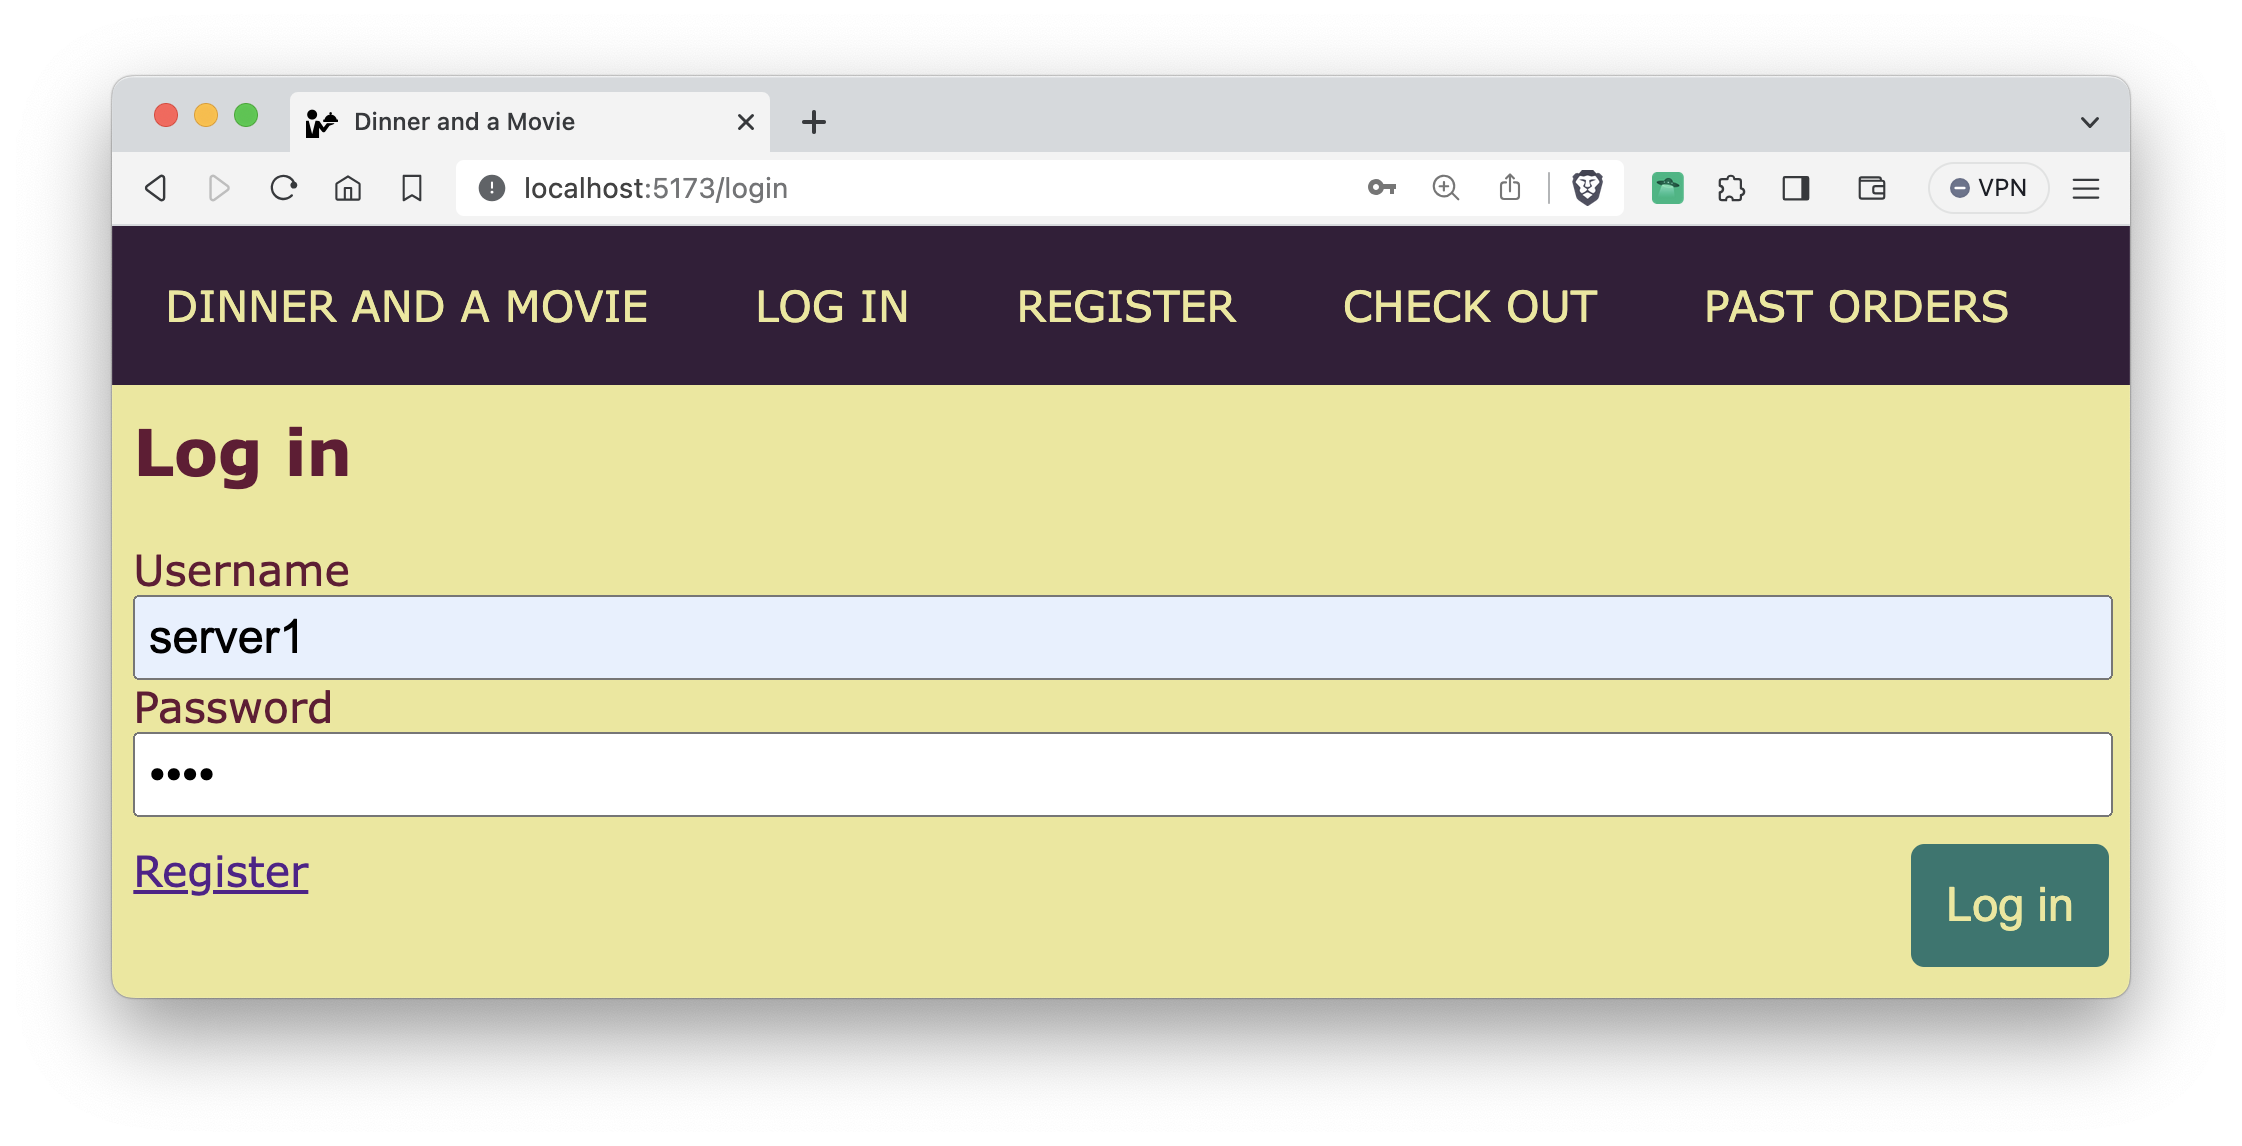 Dinner and a Movie
localhost:5173/login
VPN
DINNER AND A MOVIE LOG IN REGISTER CHECK OUT PAST ORDERS
Log in
Username
server1
Password
••••
Register
Log in